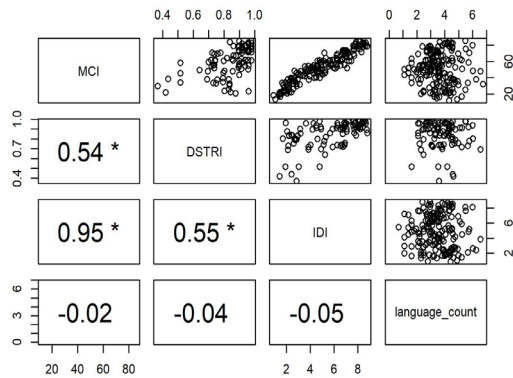 0.4 0.6 0.8 1.0 0 2 4 6
MCI
20 60
0.4 0.7 1.0
0.54 * DSTRI
0.95 * 0.55 * IDI
2 6
0 3 6
-0.02 -0.04 -0.05 language_count
20 40 60 80 2 4 6 8